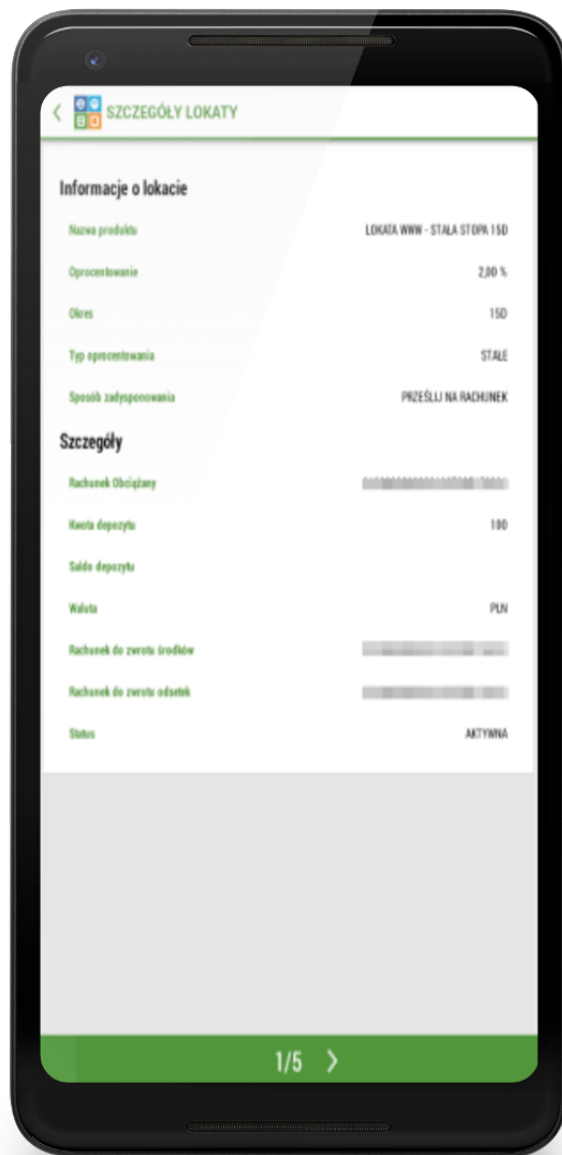 SZCZEGÓŁY LOKATY
Informacje o lokacie
Nazwa produktu LOKATA WWW - STAŁA STOPA 15D
Oprocentowanie 2,00 %
Okres 15D
Typ oprocentowania STAŁE
Sposób zadysponowania PRZEŚLIJ NA RACHUNEK
Szczegóły
Rachunek Obciążany
Kwota depozytu 100
Saldo depozytu
Waluta PLN
Rachunek do zwrotu środków
Rachunek do zwrotu odsetek
Status AKTYWNA
1/5